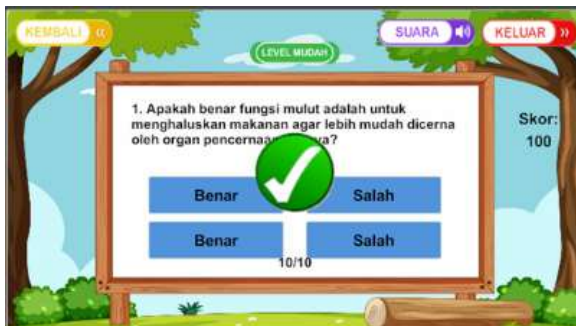 KEMBALI
LEVEL MUDAH
SUARA
KELUAR
1. Apakah benar fungsi mulut adalah untuk
menghaluskan makanan agar lebih mudah dicerna
oleh organ
Skor:
100
Benar
Salah
Benar
Salah
10/10